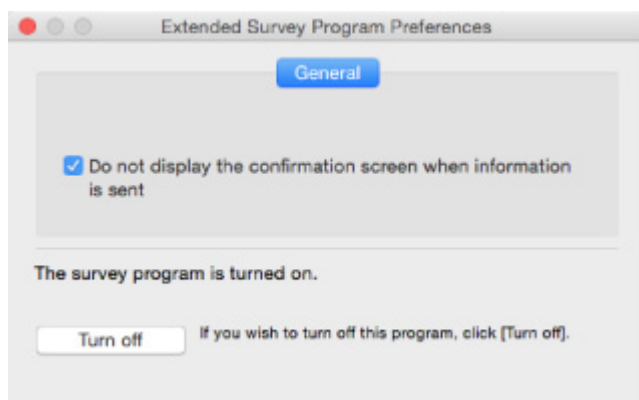 Extended Survey Program Preferences
General
Do not display the confirmation screen when information
is sent
The survey program is turned on.
Turn off
If you wish to turn off this program, click [Turn off].